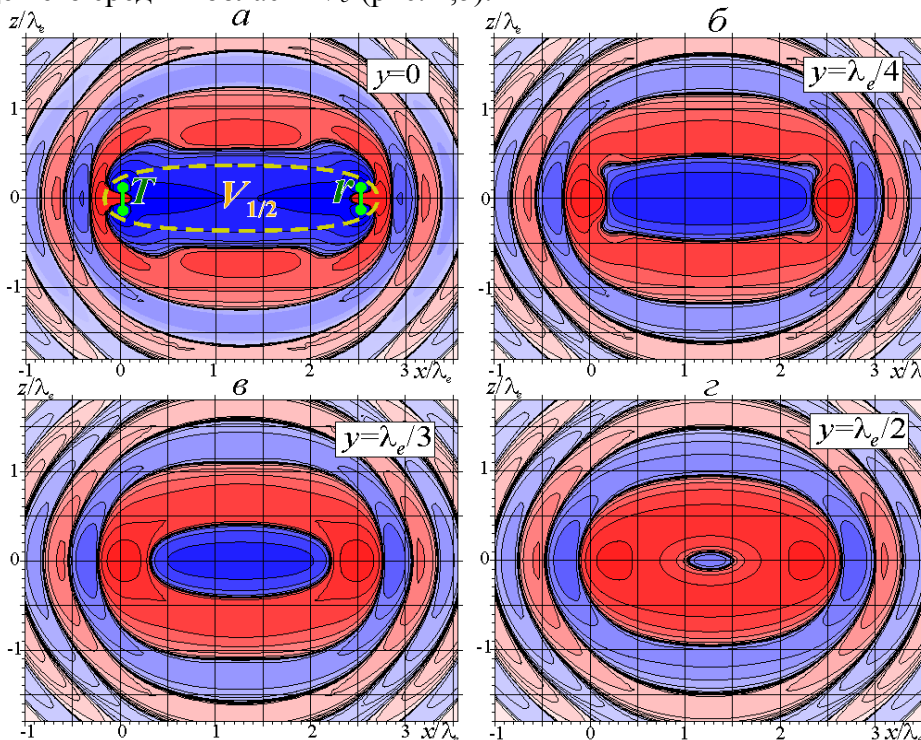 z/λₑ а z/λₑ б
y=0 y=λₑ/4
1 1
T V₁/₂ r
0 0
-1 -1
-1 0 1 2 3 x/λₑ -1 0 1 2 3 x/λₑ
z/λₑ в z/λₑ г
y=λₑ/3 y=λₑ/2
1 1
0 0
-1 -1
-1 0 1 2 3 x/λₑ -1 0 1 2 3 x/λₑ